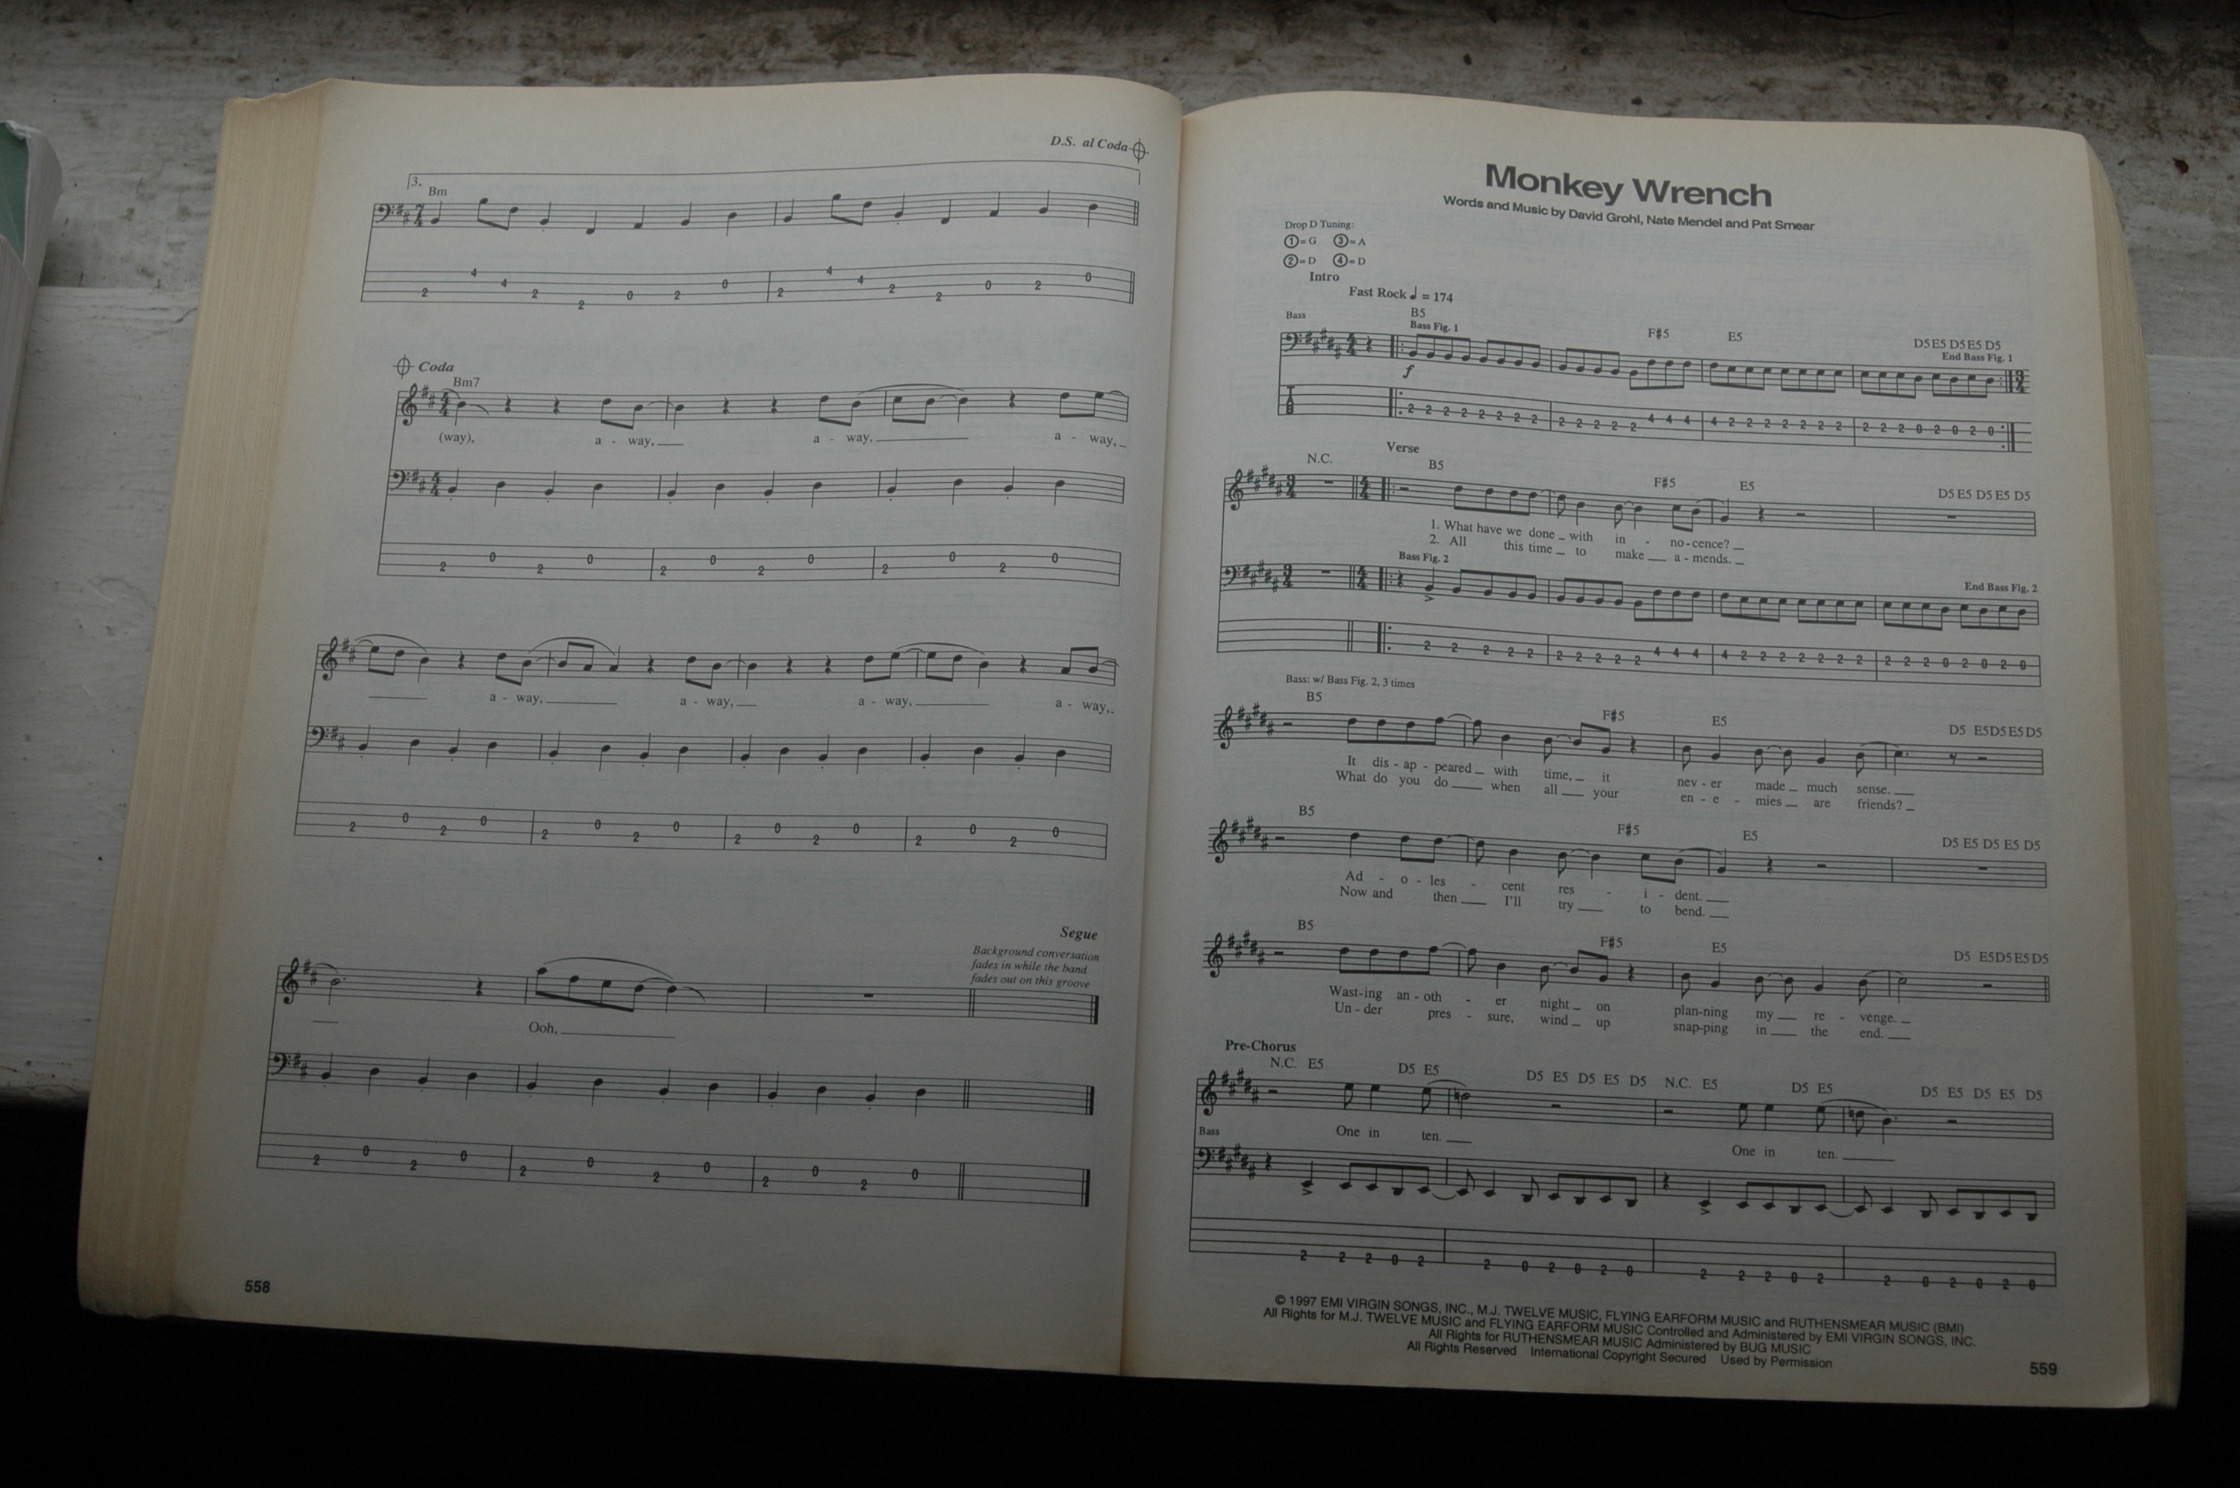 D.S. al Coda
3.
Bm
7
4
2 4 4 2 2 0 2 0 2 4 4 2 2 0 2 0
Coda
Bm7
4
4
(way), a - way, a - way, a - way,
4
4
2 0 2 0 2 0 2 0 2 0 2 0
a - way, a - way, a - way, a - way,
2 0 2 0 2 0 2 0 2 0 2 0 2 0 2 0
Segue
Background conversation
fades in while the band
fades out on this groove
Ooh,
2 0 2 0 2 0 2 0 2 0 2 0
558
Monkey Wrench
Words and Music by David Grohl, Nate Mendel and Pat Smear
Drop D Tuning:
①= G ③= A
②= D ④= D
Intro
Fast Rock ♩ = 174
Bass B5 F♯5 E5 D5 E5 D5 E5 D5
Bass Fig. 1 End Bass Fig. 1
f
T
A
B
2 2 2 2 2 2 2 2 2 2 2 2 2 4 4 4 4 2 2 2 2 2 2 2 2 2 2 0 2 0 2 0
Verse
N.C. B5 F♯5 E5 D5 E5 D5 E5 D5
1. What have we done with in - no-cence?
2. All this time to make a - mends.
Bass Fig. 2 End Bass Fig. 2
2 2 2 2 2 2 2 2 2 2 4 4 4 4 2 2 2 2 2 2 2 2 2 2 0 2 0 2 0
Bass: w/ Bass Fig. 2, 3 times
B5 F♯5 E5 D5 E5 D5 E5 D5
It dis - ap - peared with time, it nev - er made much sense.
What do you do when all your en - e - mies are friends?
B5 F♯5 E5 D5 E5 D5 E5 D5
Ad - o - les - cent res - i - dent.
Now and then I'll try to bend.
B5 F♯5 E5 D5 E5 D5 E5 D5
Wast-ing an - oth - er night on plan-ning my re - venge.
Un - der pres - sure, wind up snap-ping in the end.
Pre-Chorus
N.C. E5 D5 E5 D5 E5 D5 E5 D5 N.C. E5 D5 E5 D5 E5 D5 E5 D5
One in ten. One in ten.
Bass
2 2 2 0 2 2 0 2 0 2 0 2 2 2 0 2 2 0 2 0 2 0
© 1997 EMI VIRGIN SONGS, INC., M.J. TWELVE MUSIC, FLYING EARFORM MUSIC and RUTHENSMEAR MUSIC (BMI)
All Rights for M.J. TWELVE MUSIC and FLYING EARFORM MUSIC Controlled and Administered by EMI VIRGIN SONGS, INC.
All Rights for RUTHENSMEAR MUSIC Administered by BUG MUSIC
All Rights Reserved International Copyright Secured Used by Permission
559